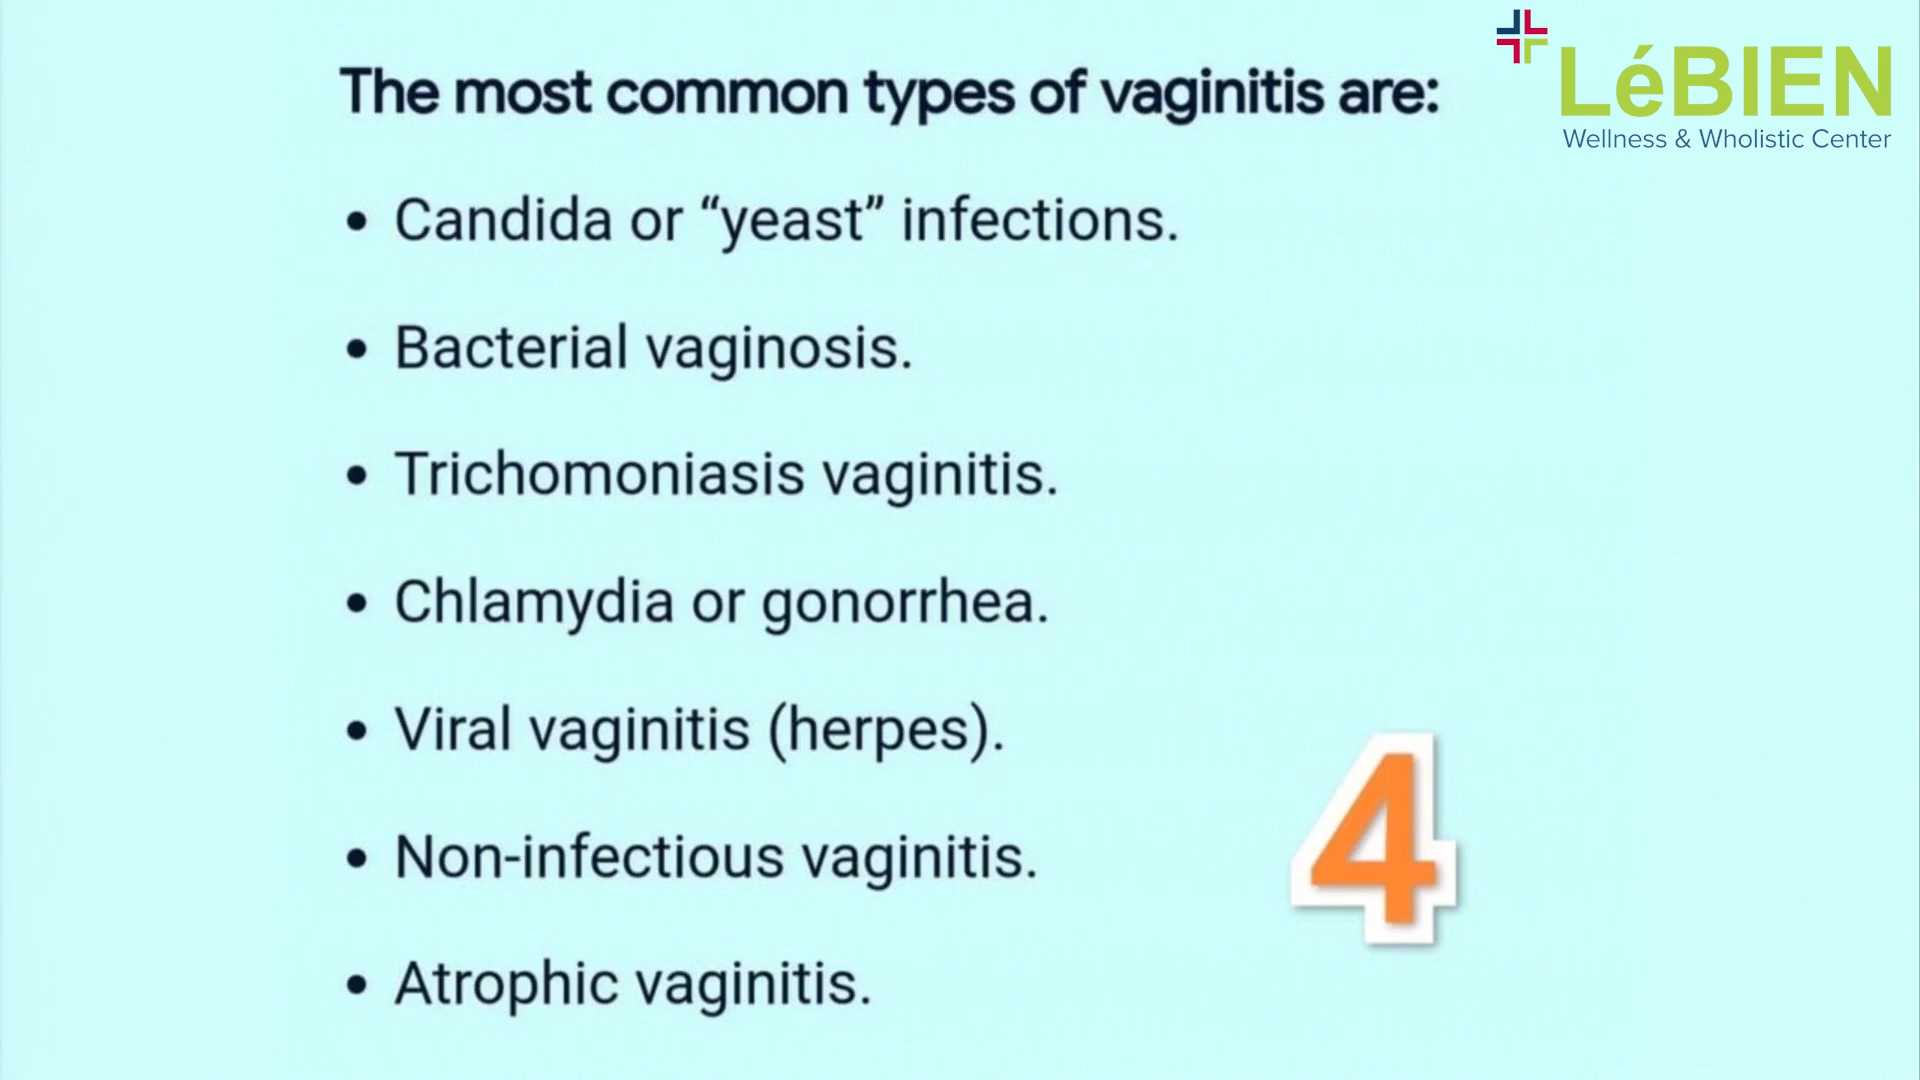 The most common types of vaginitis are:
LéBIEN
Wellness & Wholistic Center
• Candida or “yeast” infections.
• Bacterial vaginosis.
• Trichomoniasis vaginitis.
• Chlamydia or gonorrhea.
• Viral vaginitis (herpes).
• Non-infectious vaginitis.
• Atrophic vaginitis.
4